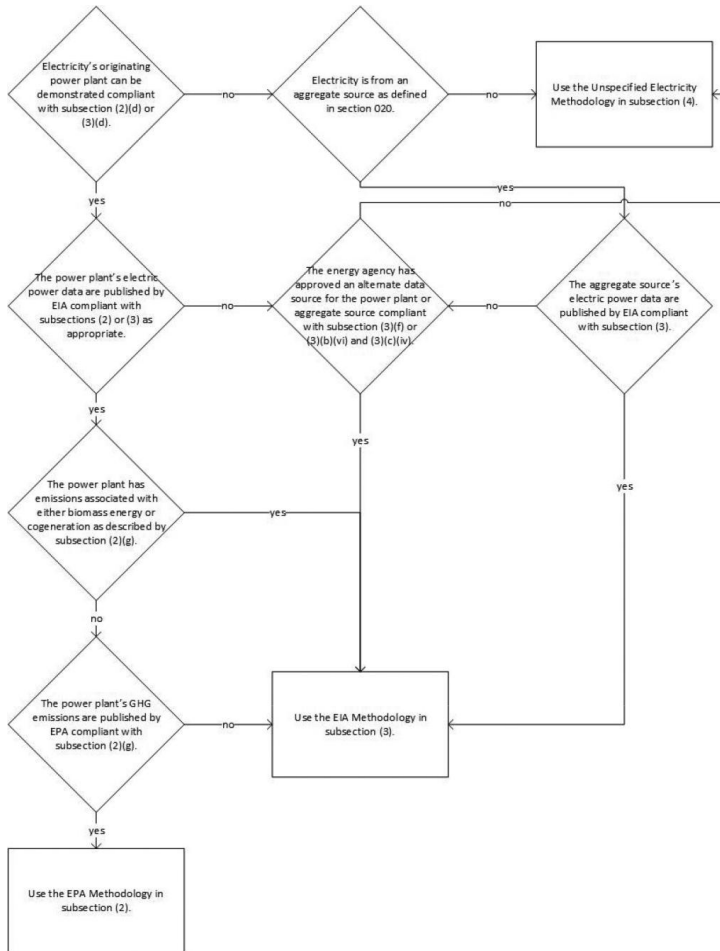 Electricity's originating
power plant can be
demonstrated compliant
with subsection (2)(d) or
(3)(d).
no
Electricity is from an
aggregate source as defined
in section 020.
no
Use the Unspecified Electricity
Methodology in subsection (4).
yes
yes
no
The power plant's electric
power data are published by
EIA compliant with
subsections (2) or (3) as
appropriate.
no
The energy agency has
approved an alternate data
source for the power plant or
aggregate source compliant
with subsection (3)(f) or
(3)(b)(vi) and (3)(c)(iv).
no
The aggregate source's
electric power data are
published by EIA compliant
with subsection (3).
yes
yes
yes
The power plant has
emissions associated with
either biomass energy or
cogeneration as described by
subsection (2)(g).
yes
no
The power plant's GHG
emissions are published by
EPA compliant with
subsection (2)(g).
no
Use the EIA Methodology in
subsection (3).
yes
Use the EPA Methodology in
subsection (2).